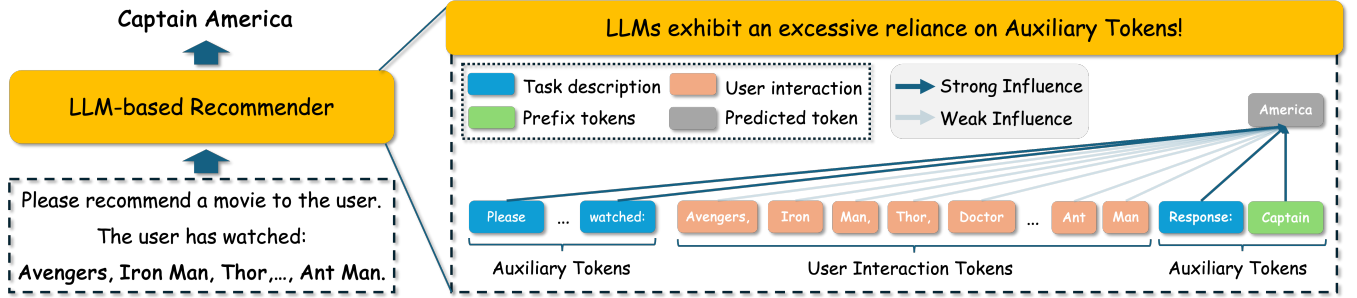 Captain America
LLM-based Recommender
Please recommend a movie to the user.
The user has watched:
Avengers, Iron Man, Thor,..., Ant Man.
LLMs exhibit an excessive reliance on Auxiliary Tokens!
Task description
User interaction
Prefix tokens
Predicted token
Strong Influence
Weak Influence
America
Please ... watched: Avengers, Iron Man, Thor, Doctor ... Ant Man Response: Captain
Auxiliary Tokens
User Interaction Tokens
Auxiliary Tokens